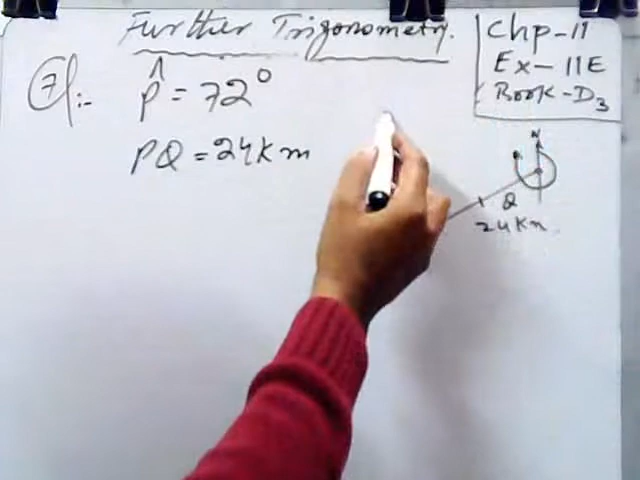 Further Trigonometry.
Chp-11
Ex-11E
Book-D3
7:- P̂ = 72°
PQ = 24km
N
Q
24Km